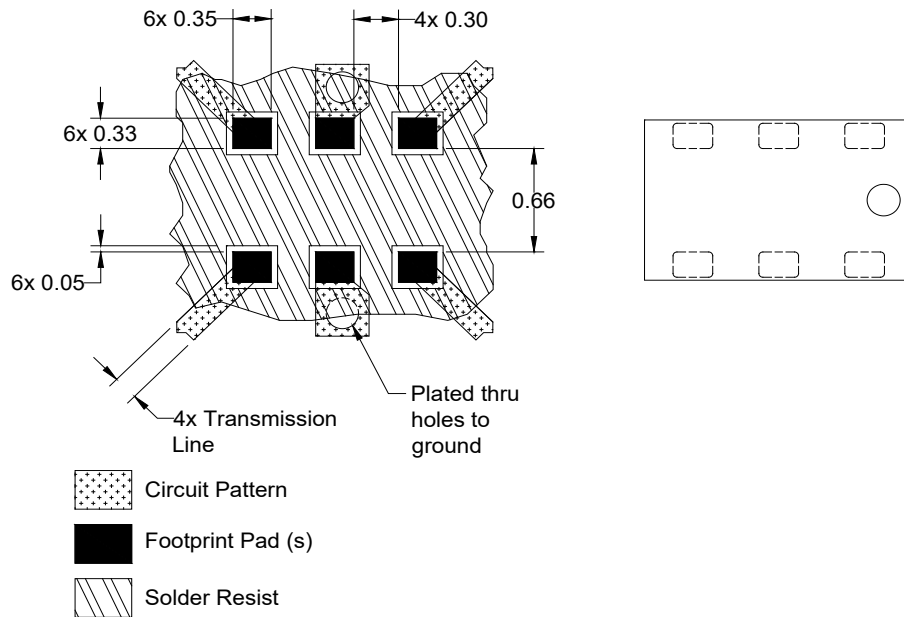 6x 0.35
4x 0.30
6x 0.33
0.66
6x 0.05
4x Transmission
Line
Plated thru
holes to
ground
Circuit Pattern
Footprint Pad (s)
Solder Resist